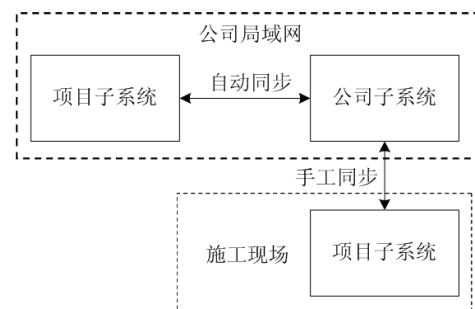 公司局域网
自动同步
项目子系统
公司子系统
手工同步
施工现场
项目子系统